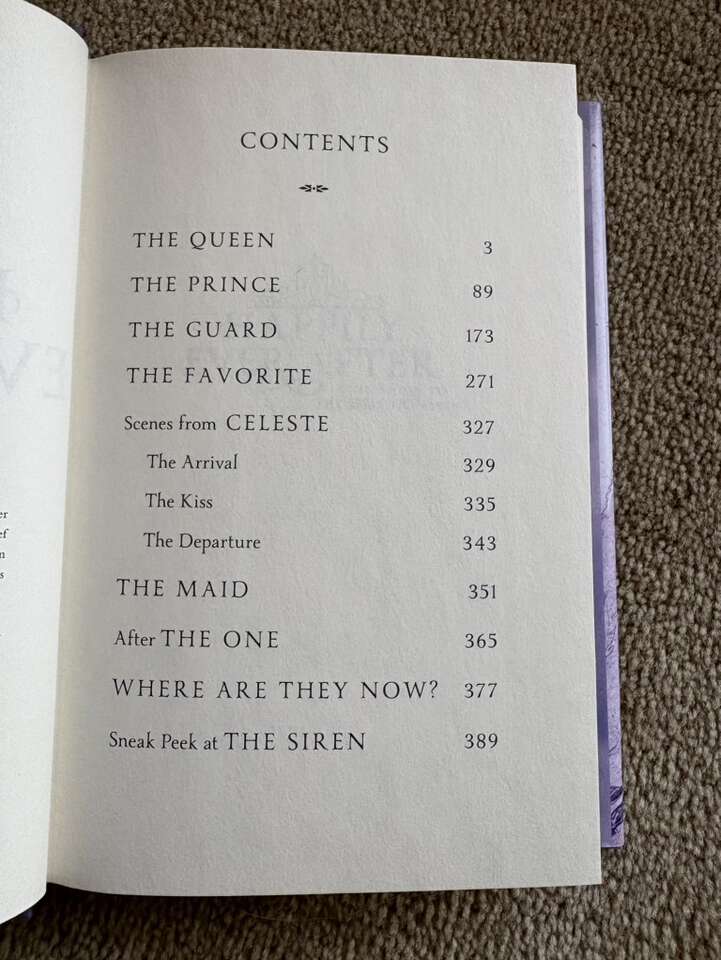 CONTENTS
THE QUEEN 3
THE PRINCE 89
THE GUARD 173
THE FAVORITE 271
Scenes from CELESTE 327
The Arrival 329
The Kiss 335
The Departure 343
THE MAID 351
After THE ONE 365
WHERE ARE THEY NOW? 377
Sneak Peek at THE SIREN 389